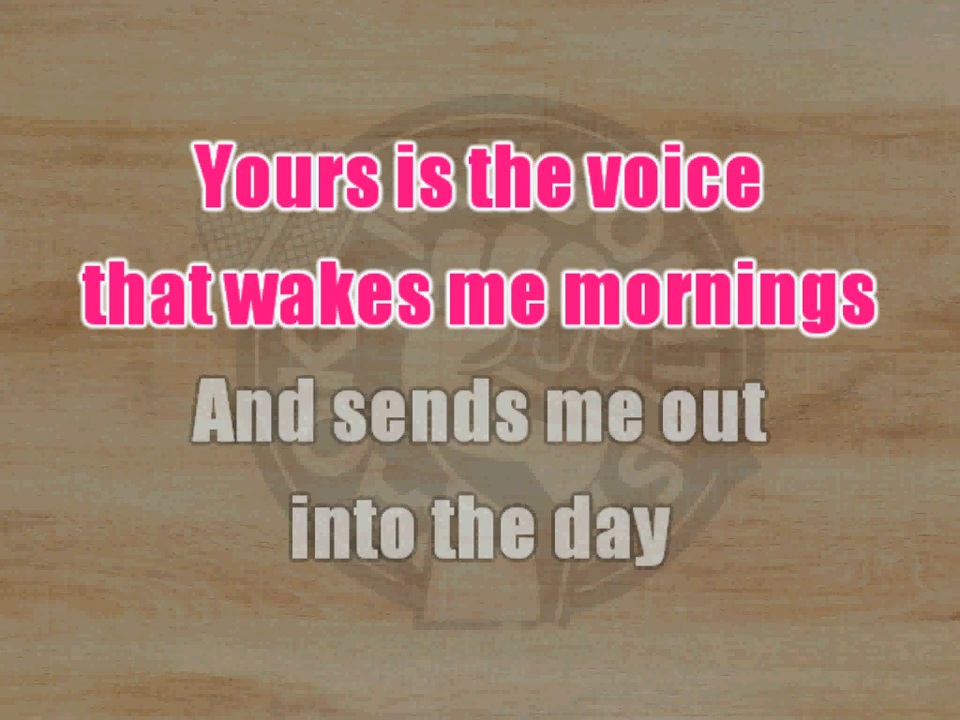 Yours is the voice
that wakes me mornings
And sends me out
into the day